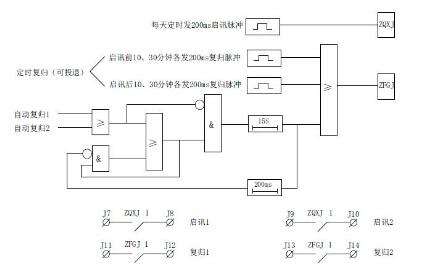 每天定时发200ms启讯脉冲
ZQXJ
启讯前10、30分钟各发200ms复归脉冲
定时复归(可投退)
启讯后10、30分钟各发200ms复归脉冲
≥
ZFGJ
自动复归1
自动复归2
≥
≥
&
15S
&
200ms
J7 ZQXJ 1 J8 启讯1
J9 ZQXJ 1 J10 启讯2
J11 ZFGJ 1 J12 复归1
J13 ZFGJ 1 J14 复归2